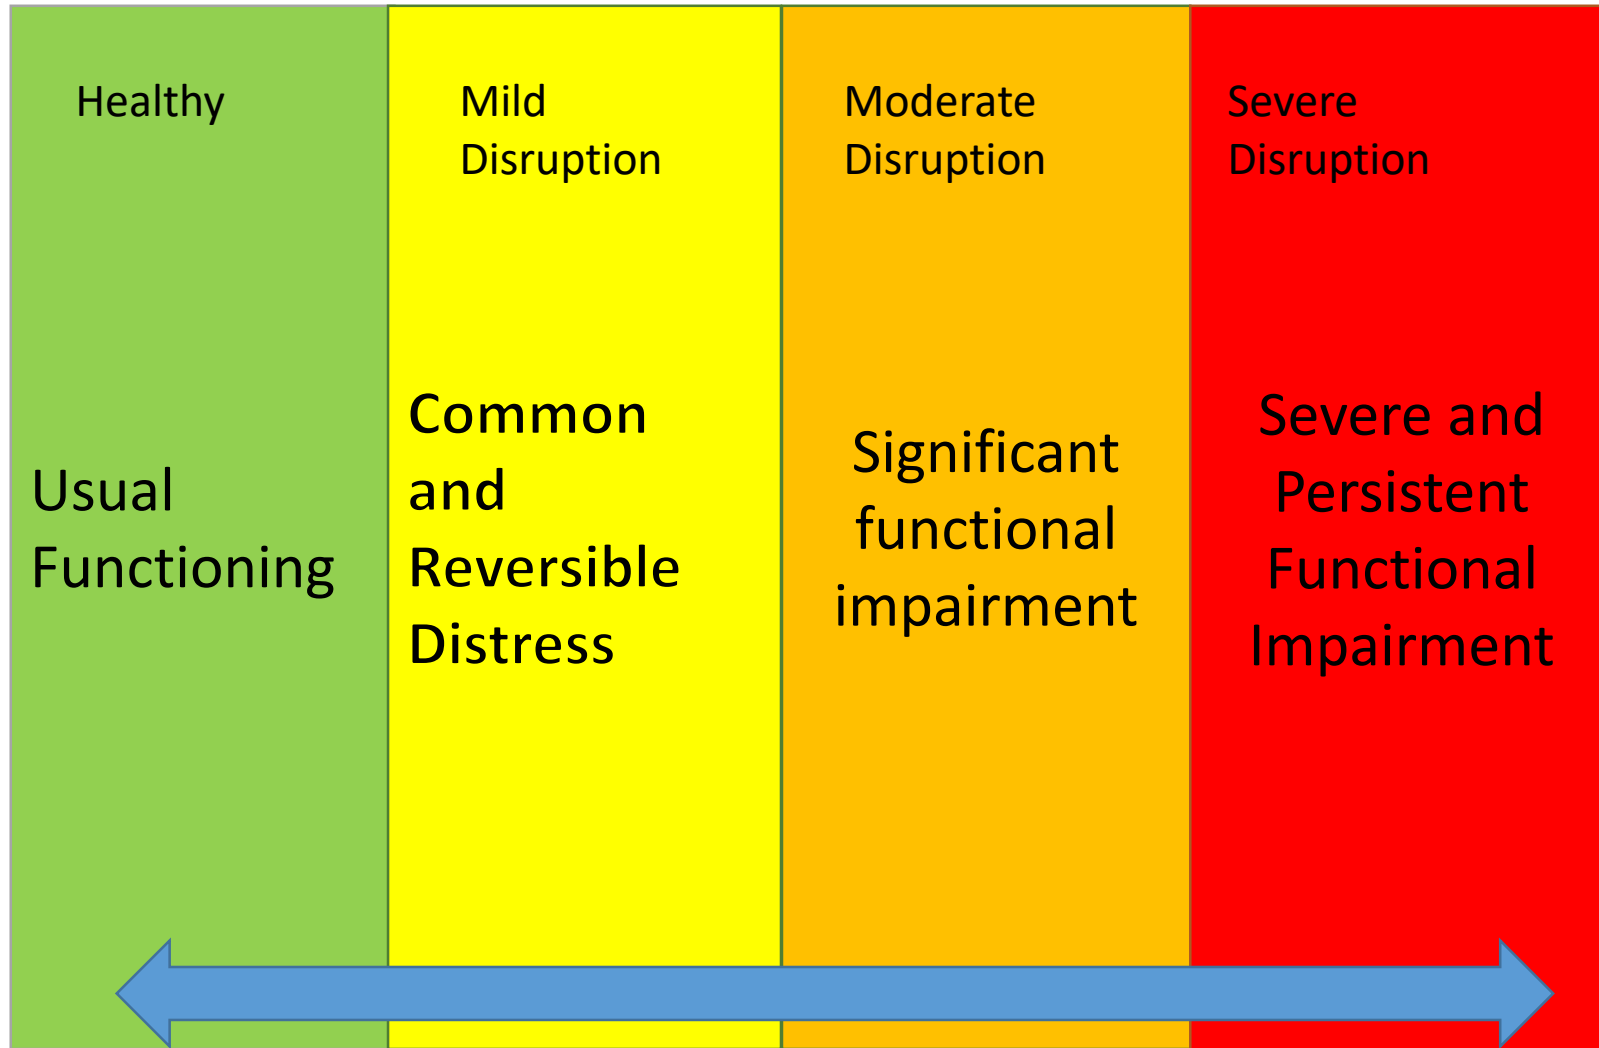 Healthy
Mild
Disruption
Moderate
Disruption
Severe
Disruption
Usual
Functioning
Common
and
Reversible
Distress
Significant
functional
impairment
Severe and
Persistent
Functional
Impairment